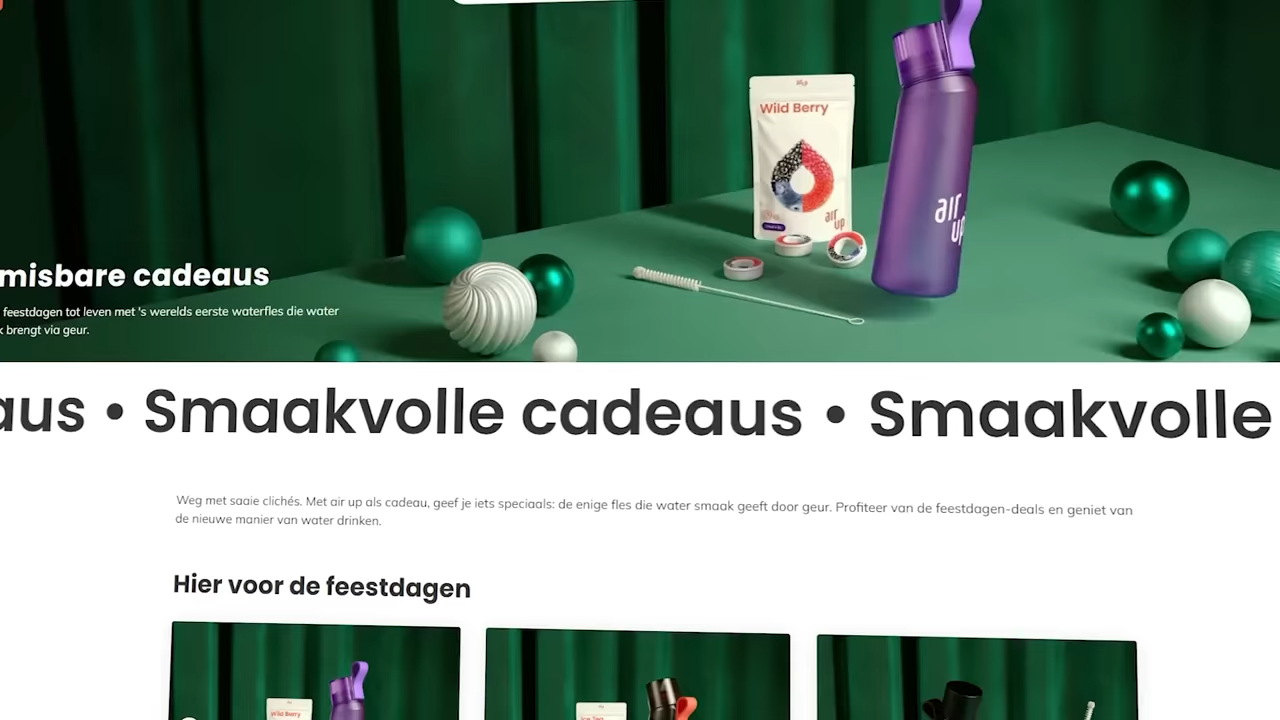 Wild Berry
air
up
air
up
misbare cadeaus
feestdagen tot leven met 's werelds eerste waterfles die water
brengt via geur.
aus • Smaakvolle cadeaus • Smaakvolle
Weg met saaie clichés. Met air up als cadeau, geef je iets speciaals: de enige fles die water smaak geeft door geur. Profiteer van de feestdagen-deals en geniet van
de nieuwe manier van water drinken.
Hier voor de feestdagen
Wild Berry